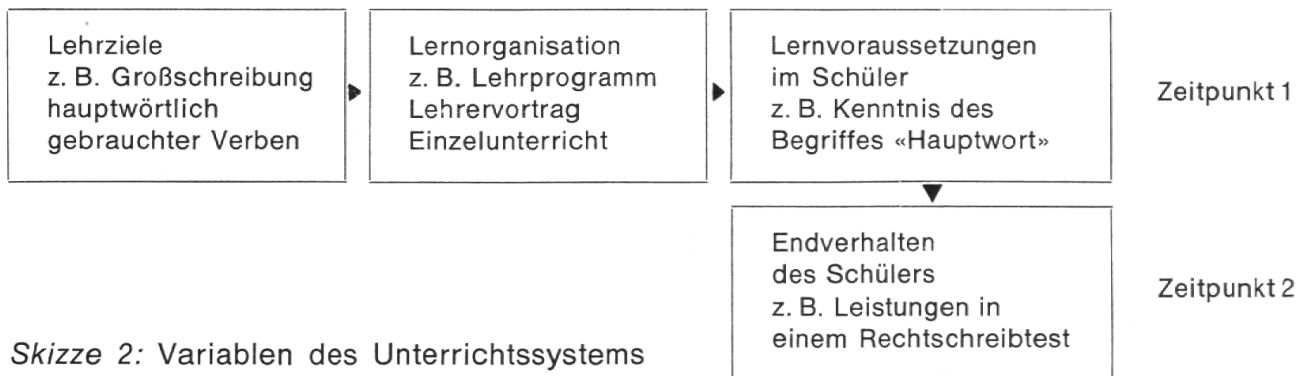 Lehrziele
z. B. Großschreibung
hauptwörtlich
gebrauchter Verben
Lernorganisation
z. B. Lehrprogramm
Lehrervortrag
Einzelunterricht
Lernvoraussetzungen
im Schüler
z. B. Kenntnis des
Begriffes «Hauptwort»
Zeitpunkt 1
Endverhalten
des Schülers
z. B. Leistungen in
einem Rechtschreibtest
Zeitpunkt 2
Skizze 2: Variablen des Unterrichtssystems